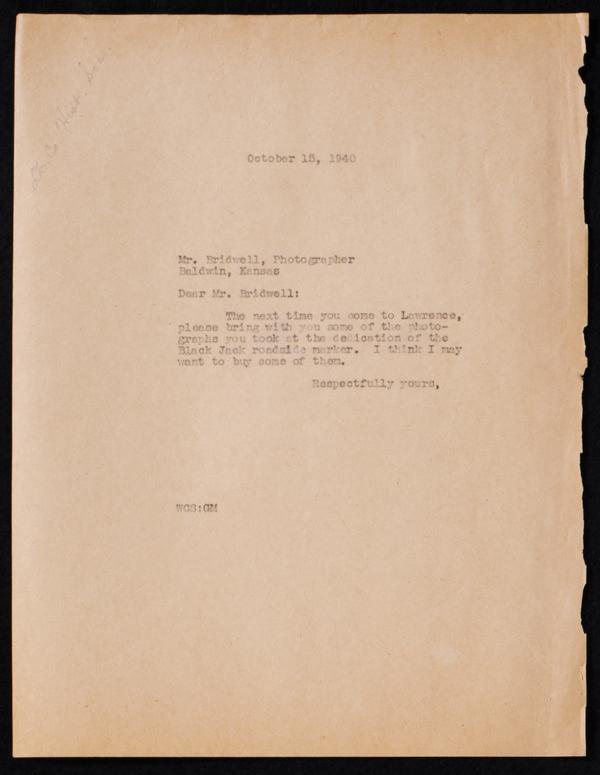 Hist. Soc.
October 15, 1940
Mr. Bridwell, Photographer
Baldwin, Kansas
Dear Mr. Bridwell:
The next time you come to Lawrence,
please bring with you some of the photo-
graphs you took at the dedication of the
Black Jack roadside marker. I think I may
want to buy some of them.
Respectfully yours,
WCS:GM